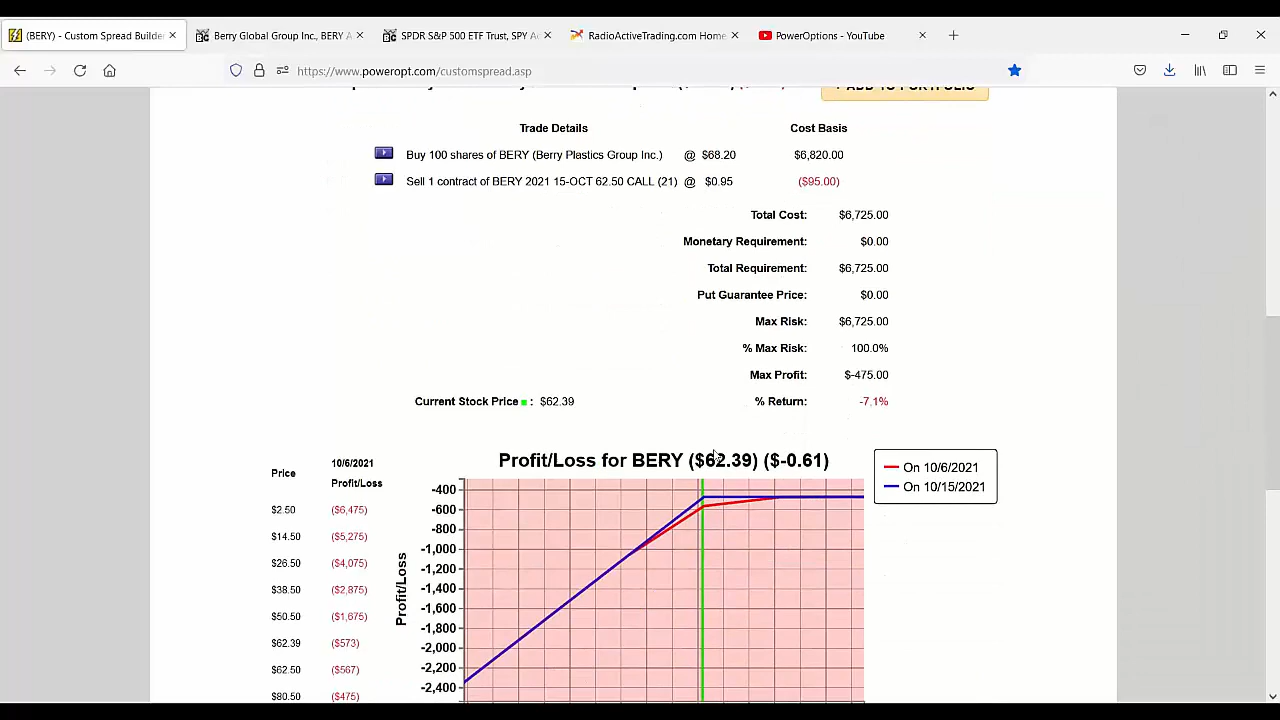 (BERY) - Custom Spread Builder
Berry Global Group Inc., BERY A
SPDR S&P 500 ETF Trust, SPY A
RadioActiveTrading.com Home
PowerOptions - YouTube
https://www.poweropt.com/customspread.asp
+ ADD TO PORTFOLIO
Trade Details Cost Basis
Buy 100 shares of BERY (Berry Plastics Group Inc.) @ $68.20 $6,820.00
Sell 1 contract of BERY 2021 15-OCT 62.50 CALL (21) @ $0.95 ($95.00)
Total Cost: $6,725.00
Monetary Requirement: $0.00
Total Requirement: $6,725.00
Put Guarantee Price: $0.00
Max Risk: $6,725.00
% Max Risk: 100.0%
Max Profit: $-475.00
Current Stock Price : $62.39 % Return: -7.1%
Profit/Loss for BERY ($62.39) ($-0.61)
On 10/6/2021
On 10/15/2021
Price 10/6/2021
Profit/Loss
$2.50 ($6,475)
$14.50 ($5,275)
$26.50 ($4,075)
$38.50 ($2,875)
$50.50 ($1,675)
$62.39 ($573)
$62.50 ($567)
$80.50 ($475)
Profit/Loss
-400
-600
-800
-1,000
-1,200
-1,400
-1,600
-1,800
-2,000
-2,200
-2,400